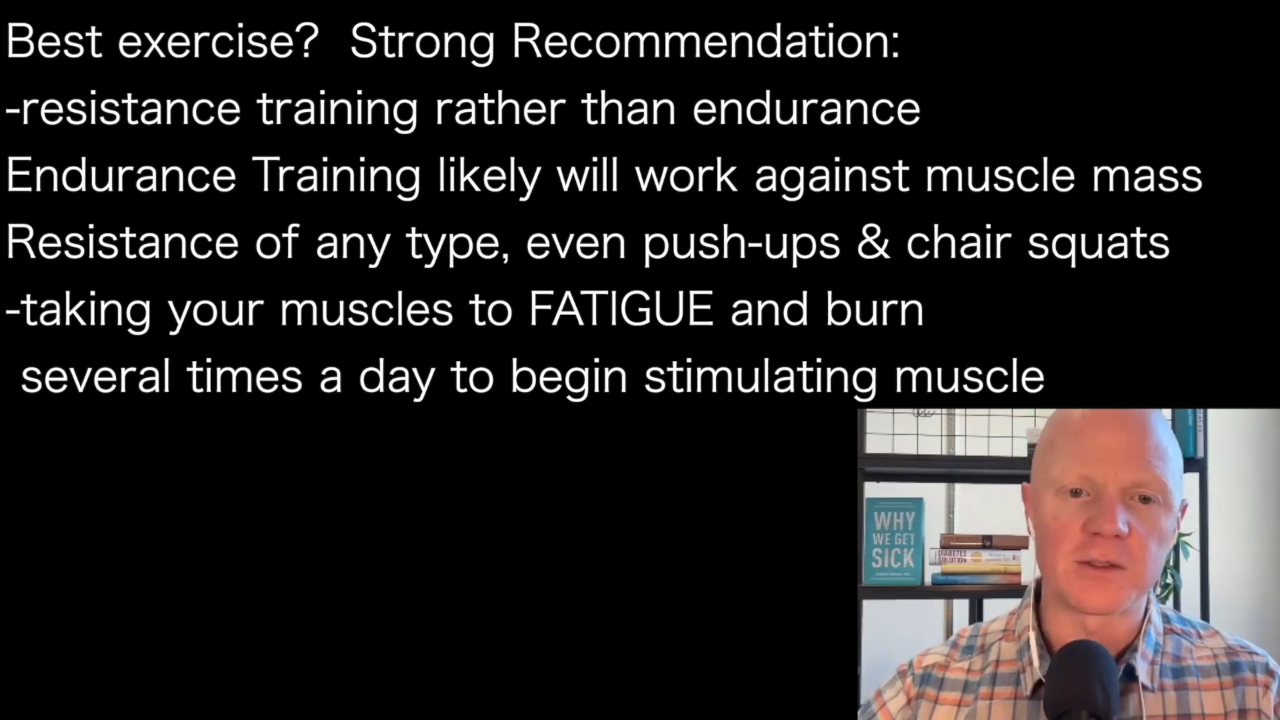 Best exercise? Strong Recommendation:
-resistance training rather than endurance
Endurance Training likely will work against muscle mass
Resistance of any type, even push-ups & chair squats
-taking your muscles to FATIGUE and burn
several times a day to begin stimulating muscle
WHY
WE GET
SICK
DIABETES
SOLUTION